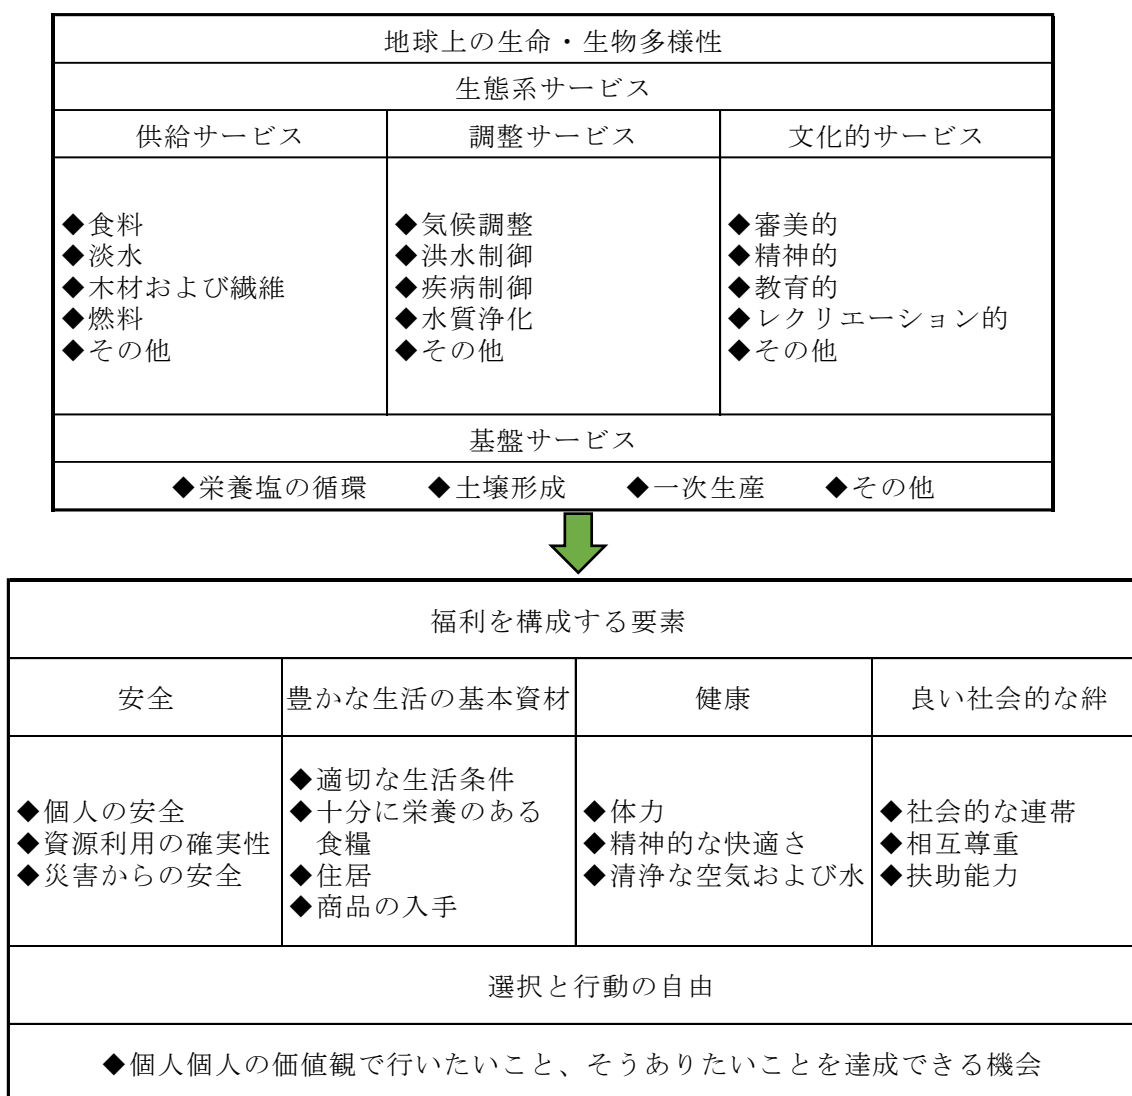 地球上の生命・生物多様性
生態系サービス
供給サービス
調整サービス
文化的サービス
◆食料
◆淡水
◆木材および繊維
◆燃料
◆その他
◆気候調整
◆洪水制御
◆疾病制御
◆水質浄化
◆その他
◆審美的
◆精神的
◆教育的
◆レクリエーション的
◆その他
基盤サービス
◆栄養塩の循環 ◆土壌形成 ◆一次生産 ◆その他
福利を構成する要素
安全
豊かな生活の基本資材
健康
良い社会的な絆
◆個人の安全
◆資源利用の確実性
◆災害からの安全
◆適切な生活条件
◆十分に栄養のある
食糧
◆住居
◆商品の入手
◆体力
◆精神的な快適さ
◆清浄な空気および水
◆社会的な連帯
◆相互尊重
◆扶助能力
選択と行動の自由
◆個人個人の価値観で行いたいこと、そうありたいことを達成できる機会